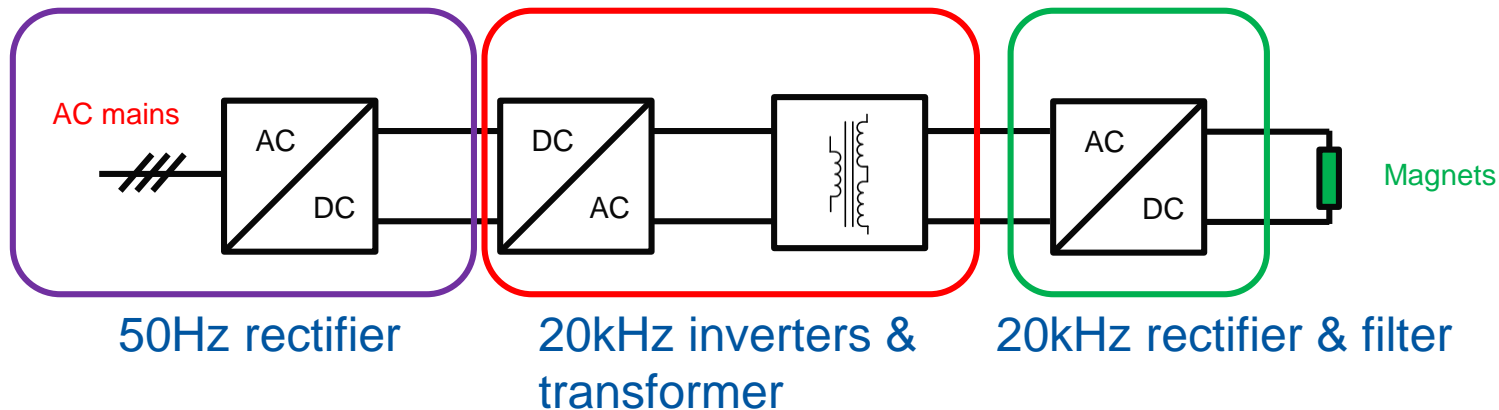 AC mains
AC
DC
DC
AC
AC
DC
Magnets
50Hz rectifier
20kHz inverters &
transformer
20kHz rectifier & filter